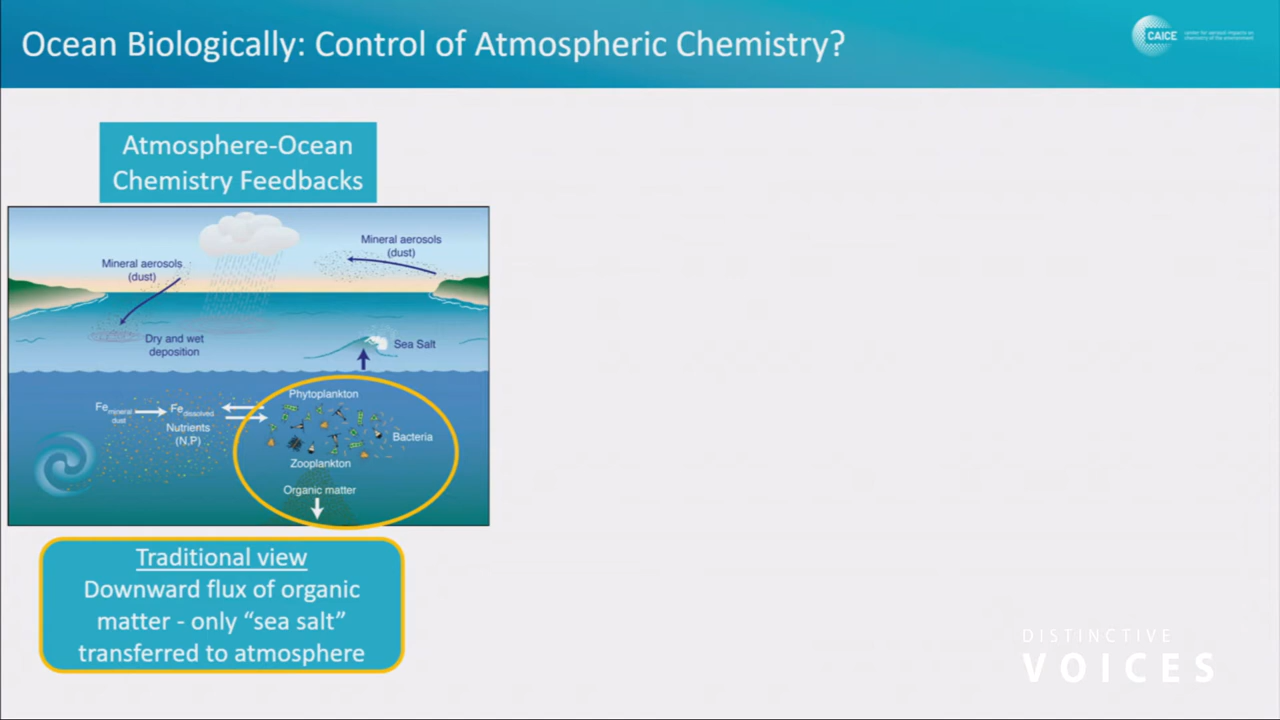 Ocean Biologically: Control of Atmospheric Chemistry?
CAICE
center for aerosol impacts on
chemistry of the environment
Atmosphere-Ocean
Chemistry Feedbacks
Mineral aerosols
(dust)
Mineral aerosols
(dust)
Dry and wet
deposition
Sea Salt
Phytoplankton
Fe mineral dust
Fe dissolved
Nutrients
(N,P)
Bacteria
Zooplankton
Organic matter
Traditional view
Downward flux of organic
matter - only “sea salt”
transferred to atmosphere
DISTINCTIVE
VOICES